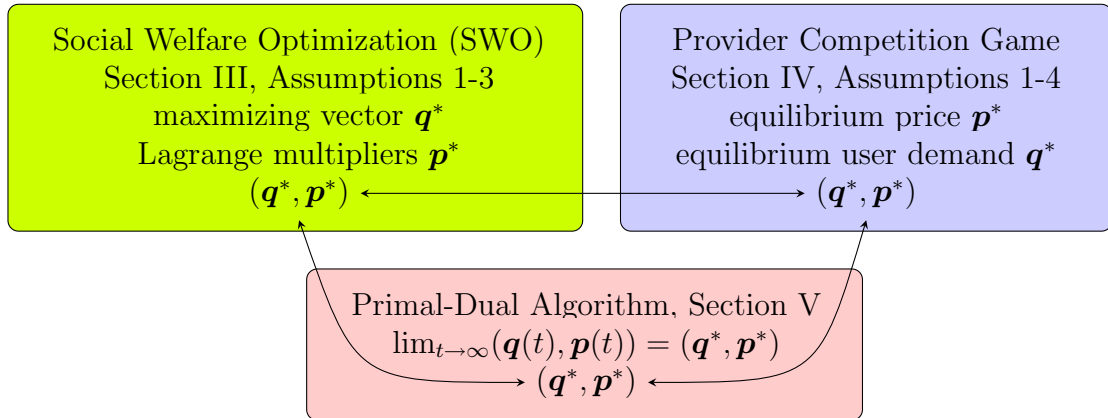 Social Welfare Optimization (SWO)
Section III, Assumptions 1-3
maximizing vector q*
Lagrange multipliers p*
(q*, p*)
Provider Competition Game
Section IV, Assumptions 1-4
equilibrium price p*
equilibrium user demand q*
(q*, p*)
Primal-Dual Algorithm, Section V
lim_{t→∞}(q(t), p(t)) = (q*, p*)
(q*, p*)